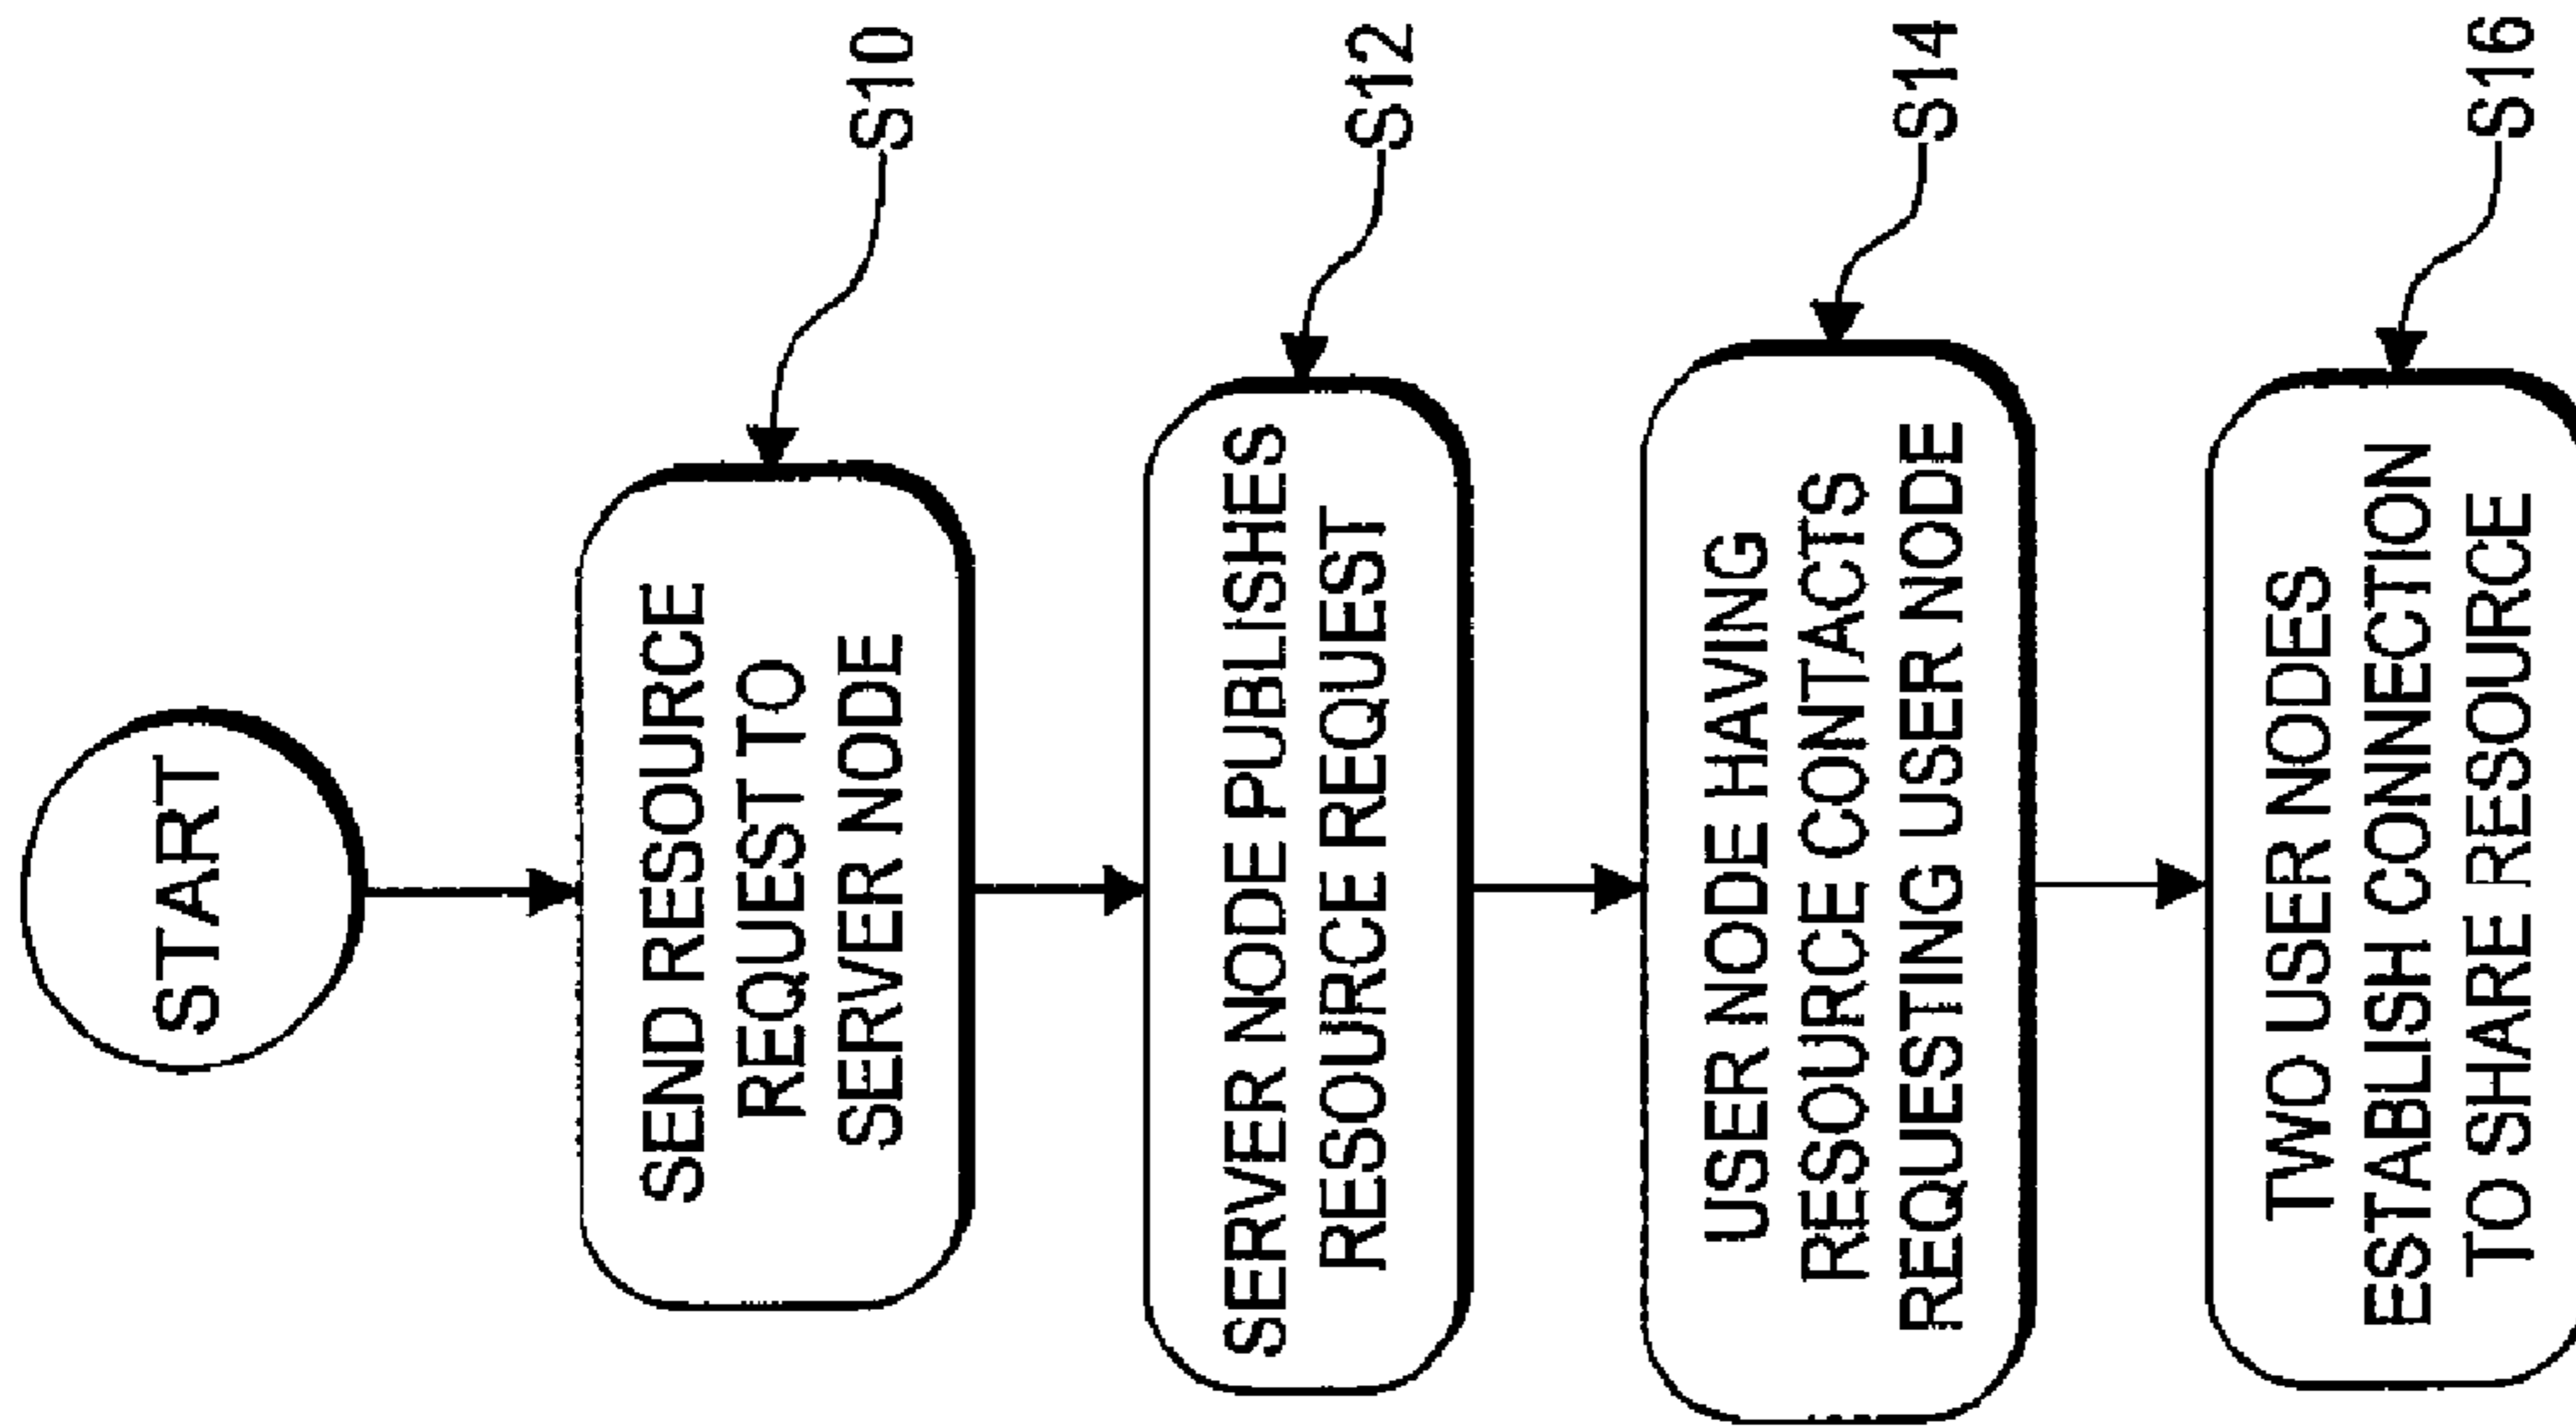 START
SEND RESOURCE
REQUEST TO
SERVER NODE
S10
SERVER NODE PUBLISHES
RESOURCE REQUEST
S12
USER NODE HAVING
RESOURCE CONTACTS
REQUESTING USER NODE
S14
TWO USER NODES
ESTABLISH CONNECTION
TO SHARE RESOURCE
S16